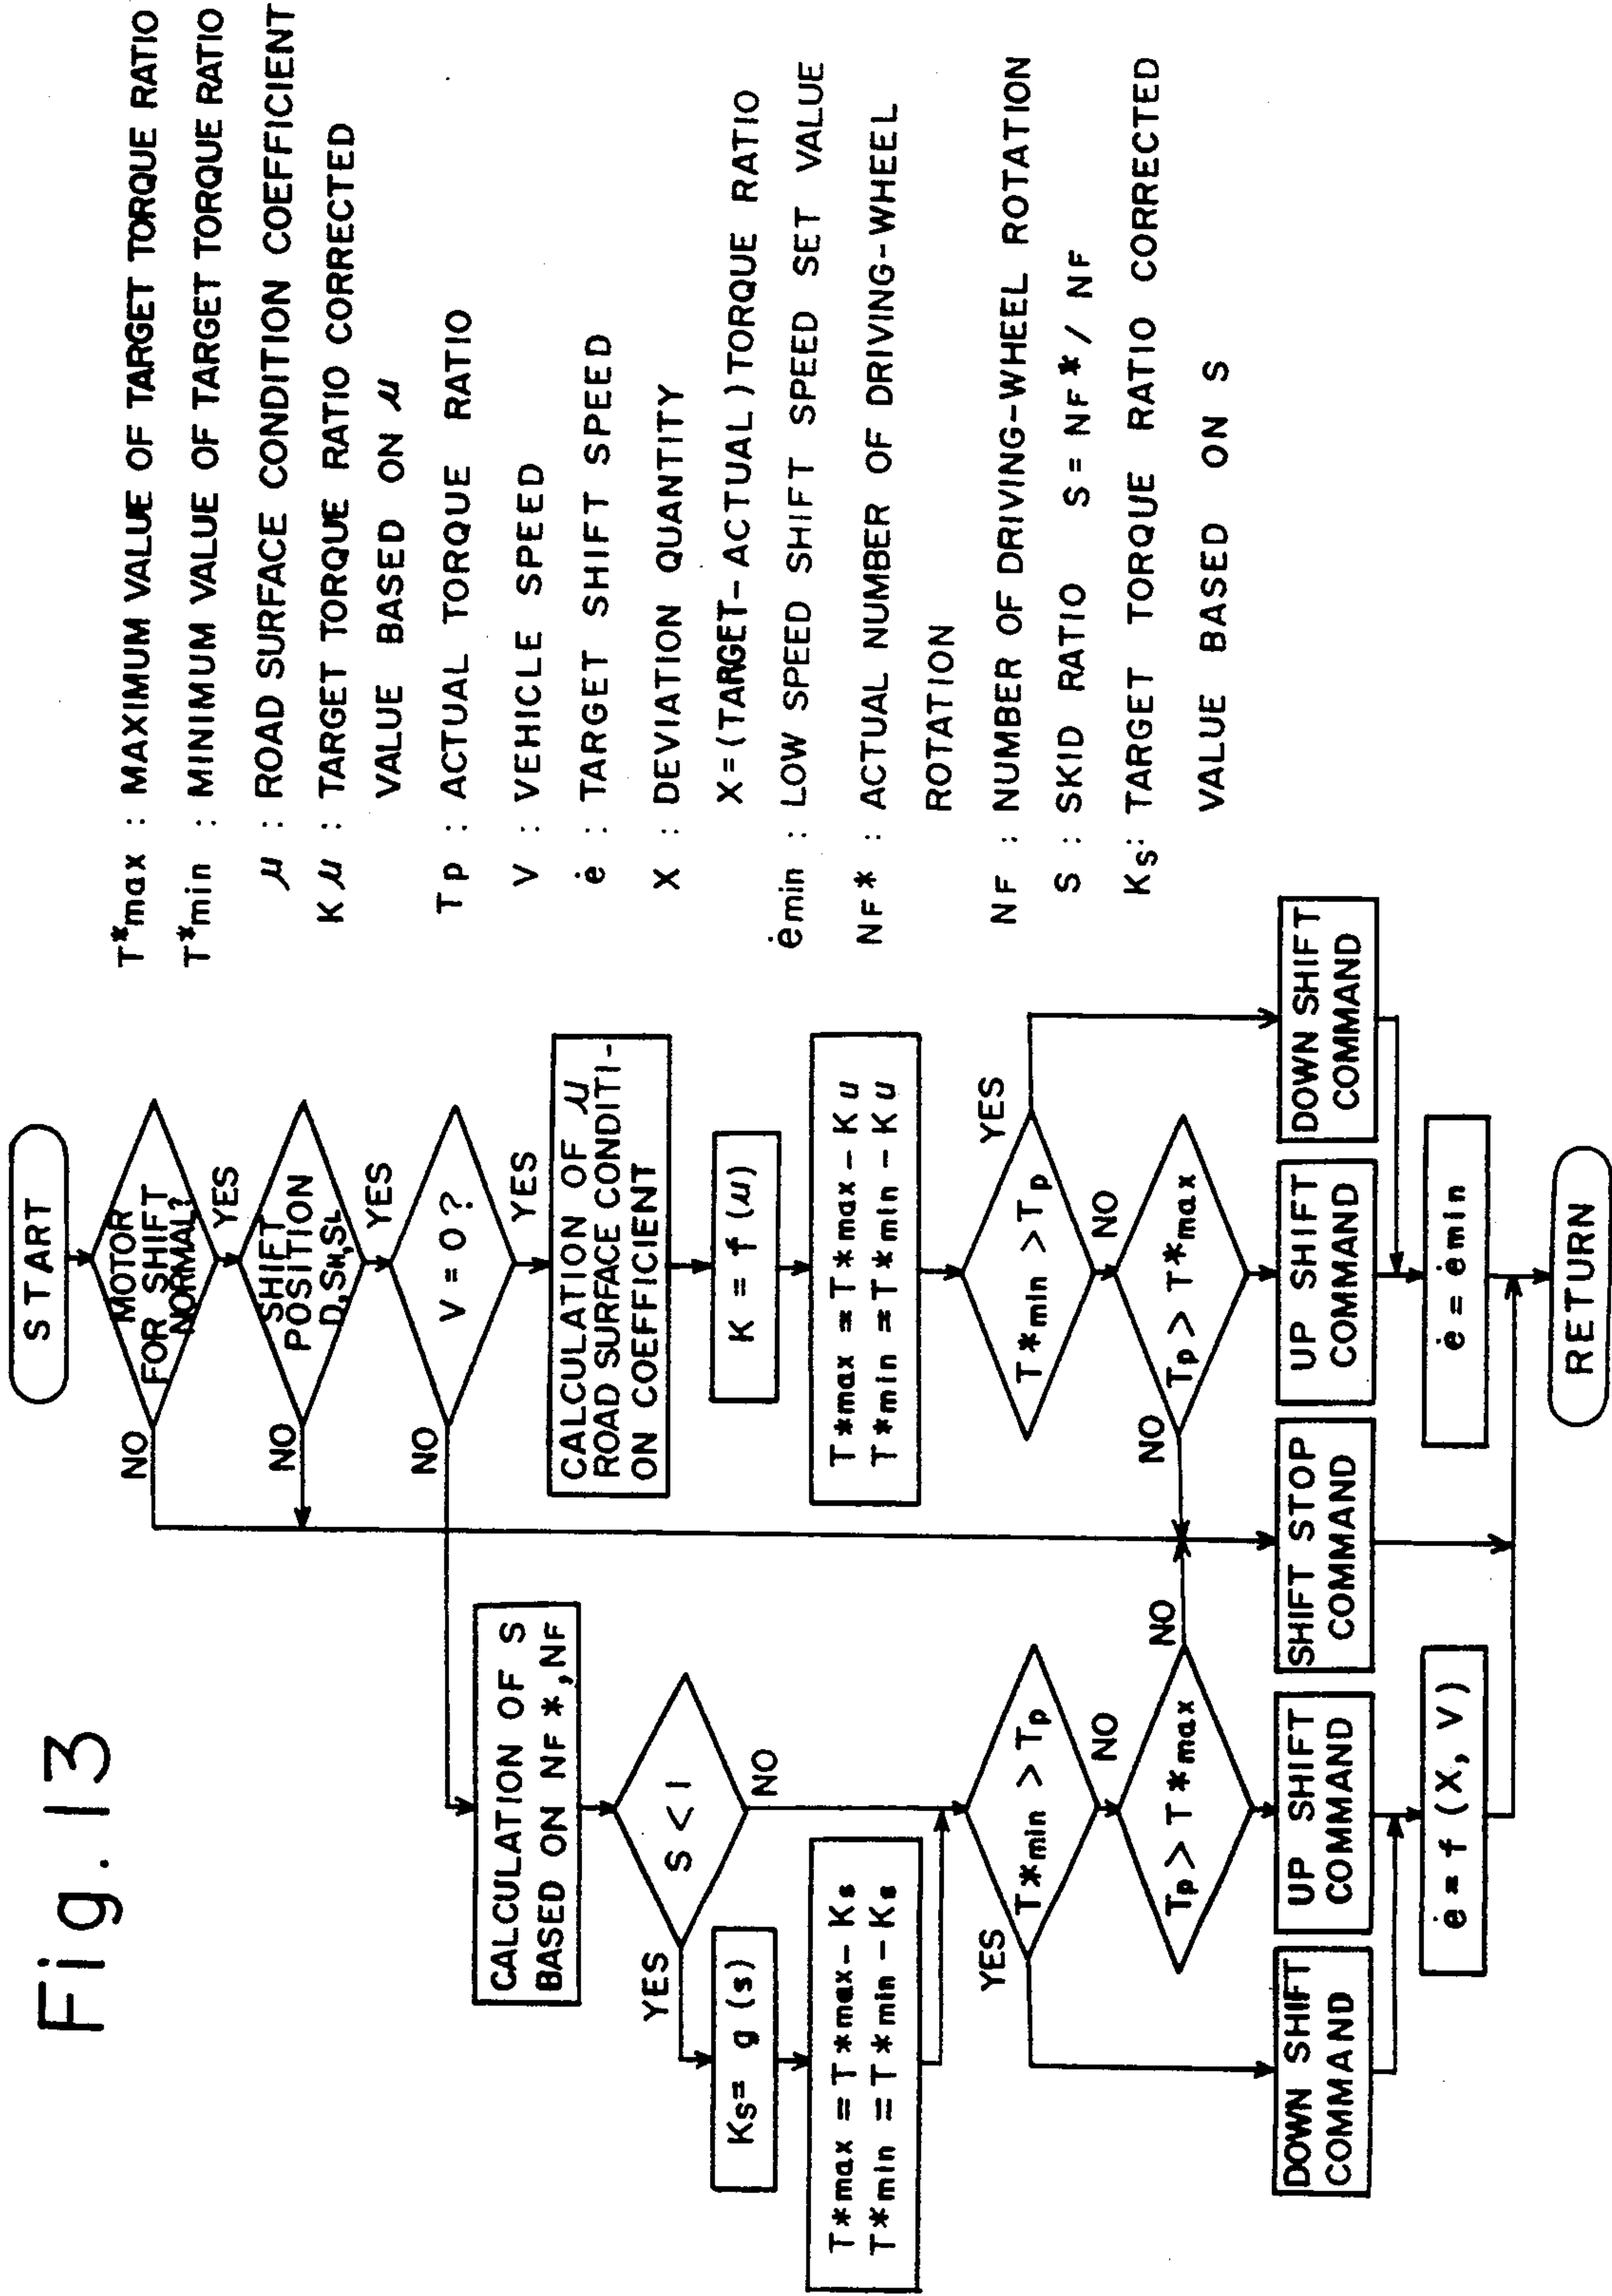 Fig. 13
START
MOTOR
FOR SHIFT
NORMAL?
NO
YES
SHIFT
POSITION
D,SH,SL
NO
YES
V = 0 ?
NO
YES
CALCULATION OF S
BASED ON NF*,NF
CALCULATION OF μ
ROAD SURFACE CONDITI-
ON COEFFICIENT
S < 1
YES
NO
Ks= g (s)
K = f (μ)
T*max = T*max- Ks
T*min = T*min - Ks
T*max = T*max - Ku
T*min = T*min - Ku
T*min > Tp
YES
NO
T*min > Tp
YES
NO
Tp > T*max
NO
Tp > T*max
NO
DOWN SHIFT
COMMAND
UP SHIFT
COMMAND
SHIFT STOP
COMMAND
UP SHIFT
COMMAND
DOWN SHIFT
COMMAND
ė = f (X, V)
ė = ėmin
RETURN
T*max : MAXIMUM VALUE OF TARGET TORQUE RATIO
T*min : MINIMUM VALUE OF TARGET TORQUE RATIO
μ : ROAD SURFACE CONDITION COEFFICIENT
Kμ : TARGET TORQUE RATIO CORRECTED
VALUE BASED ON μ
Tp : ACTUAL TORQUE RATIO
V : VEHICLE SPEED
ė : TARGET SHIFT SPEED
X : DEVIATION QUANTITY
X = (TARGET- ACTUAL) TORQUE RATIO
ėmin : LOW SPEED SHIFT SPEED SET VALUE
NF* : ACTUAL NUMBER OF DRIVING-WHEEL
ROTATION
NF : NUMBER OF DRIVING-WHEEL ROTATION
S : SKID RATIO S = NF* / NF
Ks: TARGET TORQUE RATIO CORRECTED
VALUE BASED ON S